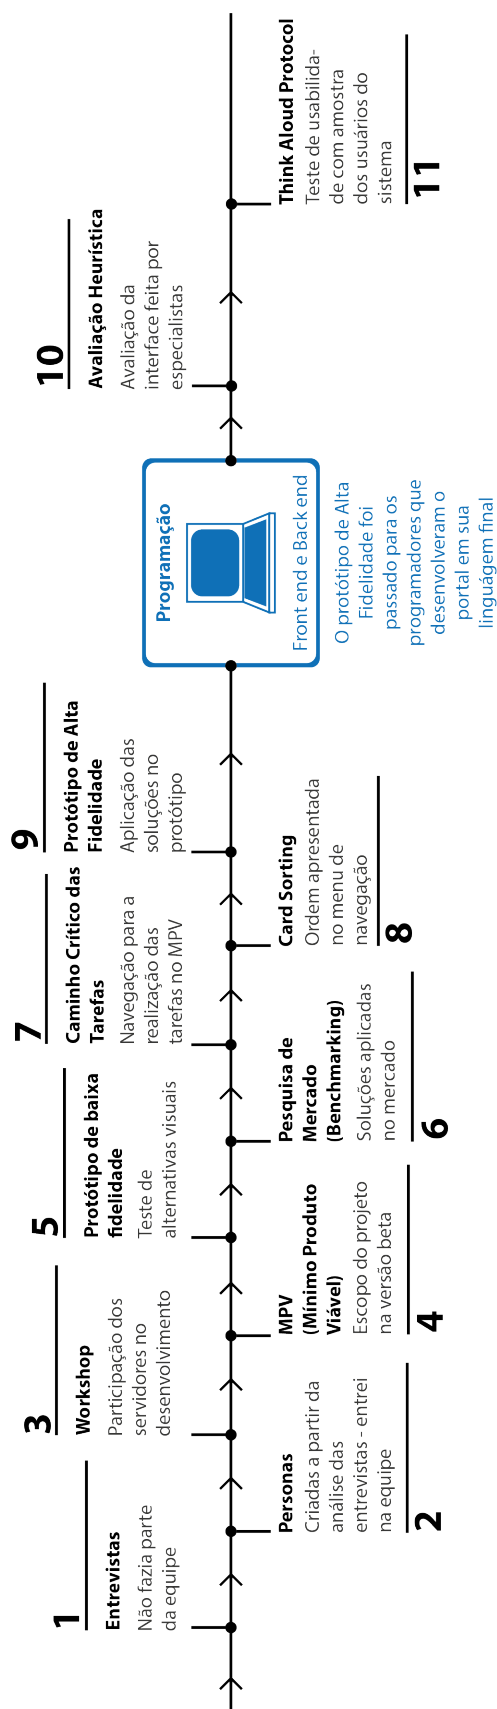 1
Entrevistas
Não fazia parte
da equipe
2
Personas
Criadas a partir da
análise das
entrevistas - entrei
na equipe
3
Workshop
Participação dos
servidores no
desenvolvimento
4
MPV
(Mínimo Produto
Viável)
Escopo do projeto
na versão beta
5
Protótipo de baixa
fidelidade
Teste de
alternativas visuais
6
Pesquisa de
Mercado
(Benchmarking)
Soluções aplicadas
no mercado
7
Caminho Crítico das
Tarefas
Navegação para a
realização das
tarefas no MPV
8
Card Sorting
Ordem apresentada
no menu de
navegação
9
Protótipo de Alta
Fidelidade
Aplicação das
soluções no
protótipo
Programação
Front end e Back end
O protótipo de Alta
Fidelidade foi
passado para os
programadores que
desenvolveram o
portal em sua
linguágem final
10
Avaliação Heurística
Avaliação da
interface feita por
especialistas
11
Think Aloud Protocol
Teste de usabilida-
de com amostra
dos usuários do
sistema